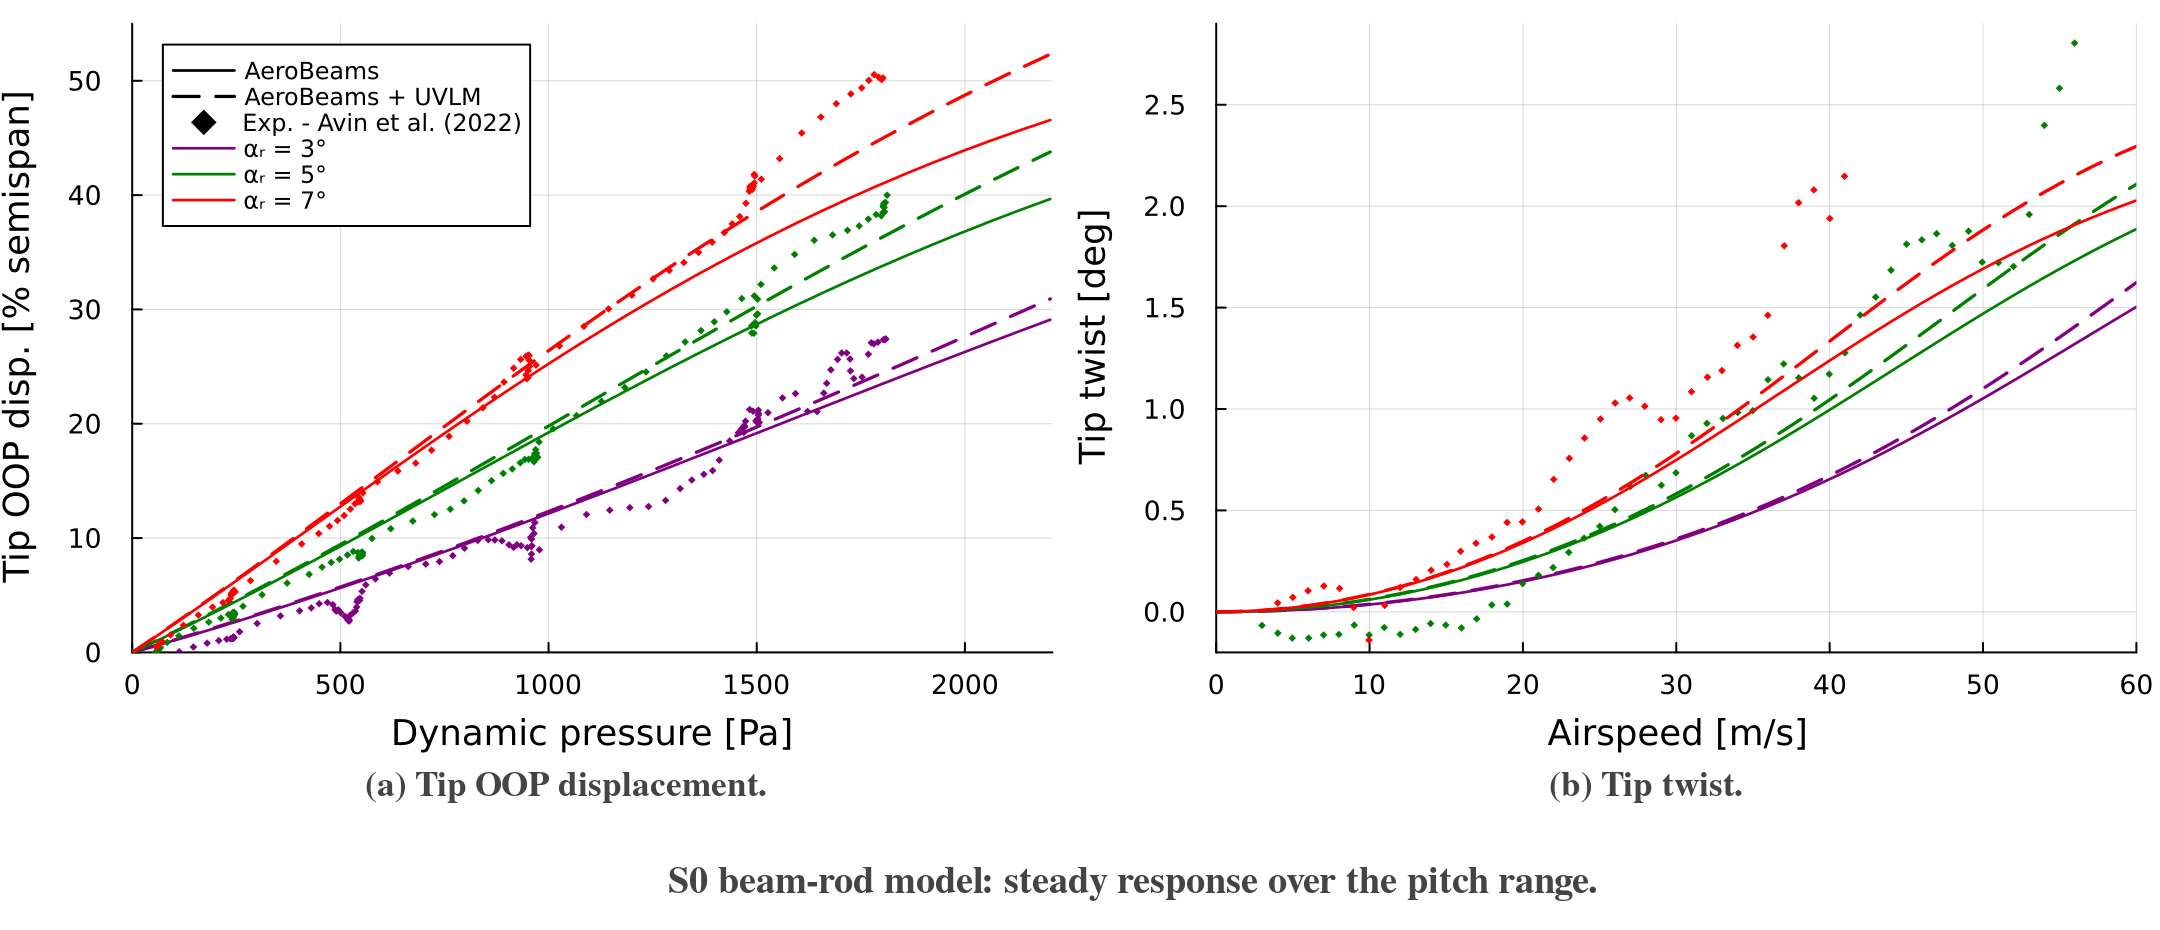 Tip OOP disp. [% semispan]
50
40
30
20
10
0
AeroBeams
AeroBeams + UVLM
Exp. - Avin et al. (2022)
αᵣ = 3°
αᵣ = 5°
αᵣ = 7°
0 500 1000 1500 2000
Dynamic pressure [Pa]
(a) Tip OOP displacement.
Tip twist [deg]
2.5
2.0
1.5
1.0
0.5
0.0
0 10 20 30 40 50 60
Airspeed [m/s]
(b) Tip twist.
S0 beam-rod model: steady response over the pitch range.